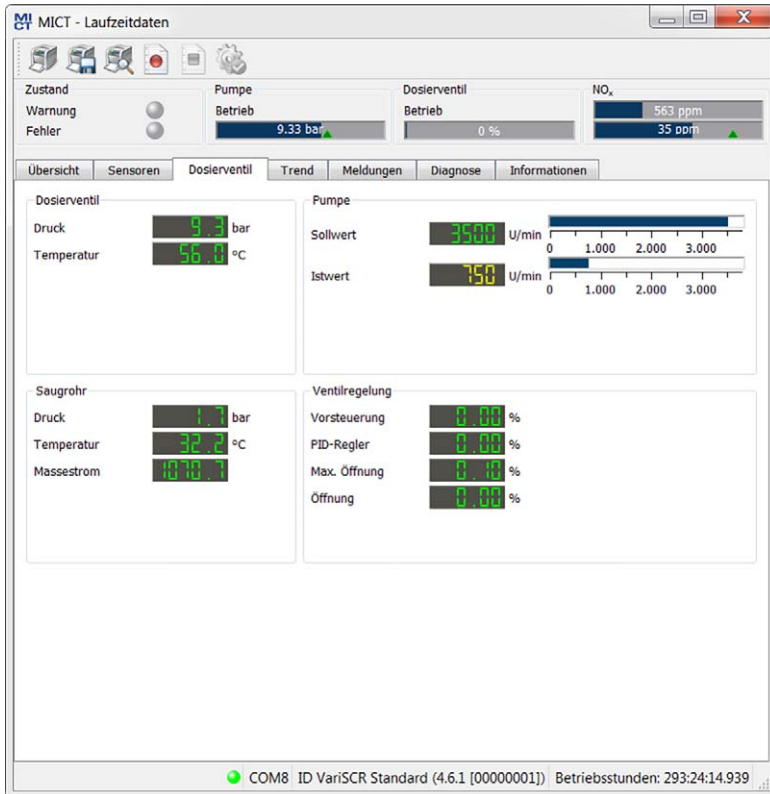 MICT MICT - Laufzeitdaten
Zustand Pumpe Dosierventil NOx
Warnung Betrieb Betrieb 563 ppm
Fehler 9.33 bar 0 % 35 ppm
Übersicht Sensoren Dosierventil Trend Meldungen Diagnose Informationen
Dosierventil
Druck 9.3 bar
Temperatur 56.0 °C
Pumpe
Sollwert 3500 U/min
0 1.000 2.000 3.000
Istwert 750 U/min
0 1.000 2.000 3.000
Saugrohr
Druck 1.7 bar
Temperatur 32.2 °C
Massestrom 1070.7
Ventilregelung
Vorsteuerung 0.00 %
PID-Regler 0.00 %
Max. Öffnung 0.10 %
Öffnung 0.00 %
COM8 ID VariSCR Standard (4.6.1 [00000001]) Betriebsstunden: 293:24:14.939